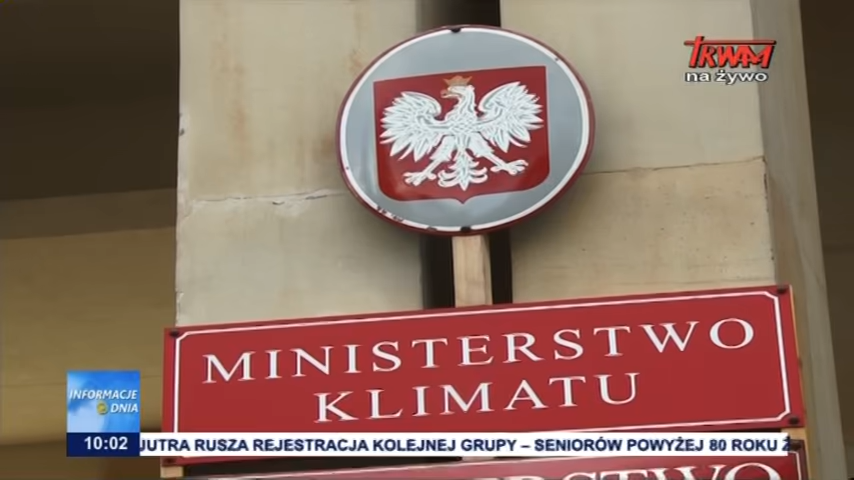 TRWAM
na żywo
MINISTERSTWO
KLIMATU
INFORMACJE
DNIA
10:02
JUTRA RUSZA REJESTRACJA KOLEJNEJ GRUPY – SENIORÓW POWYŻEJ 80 ROKU